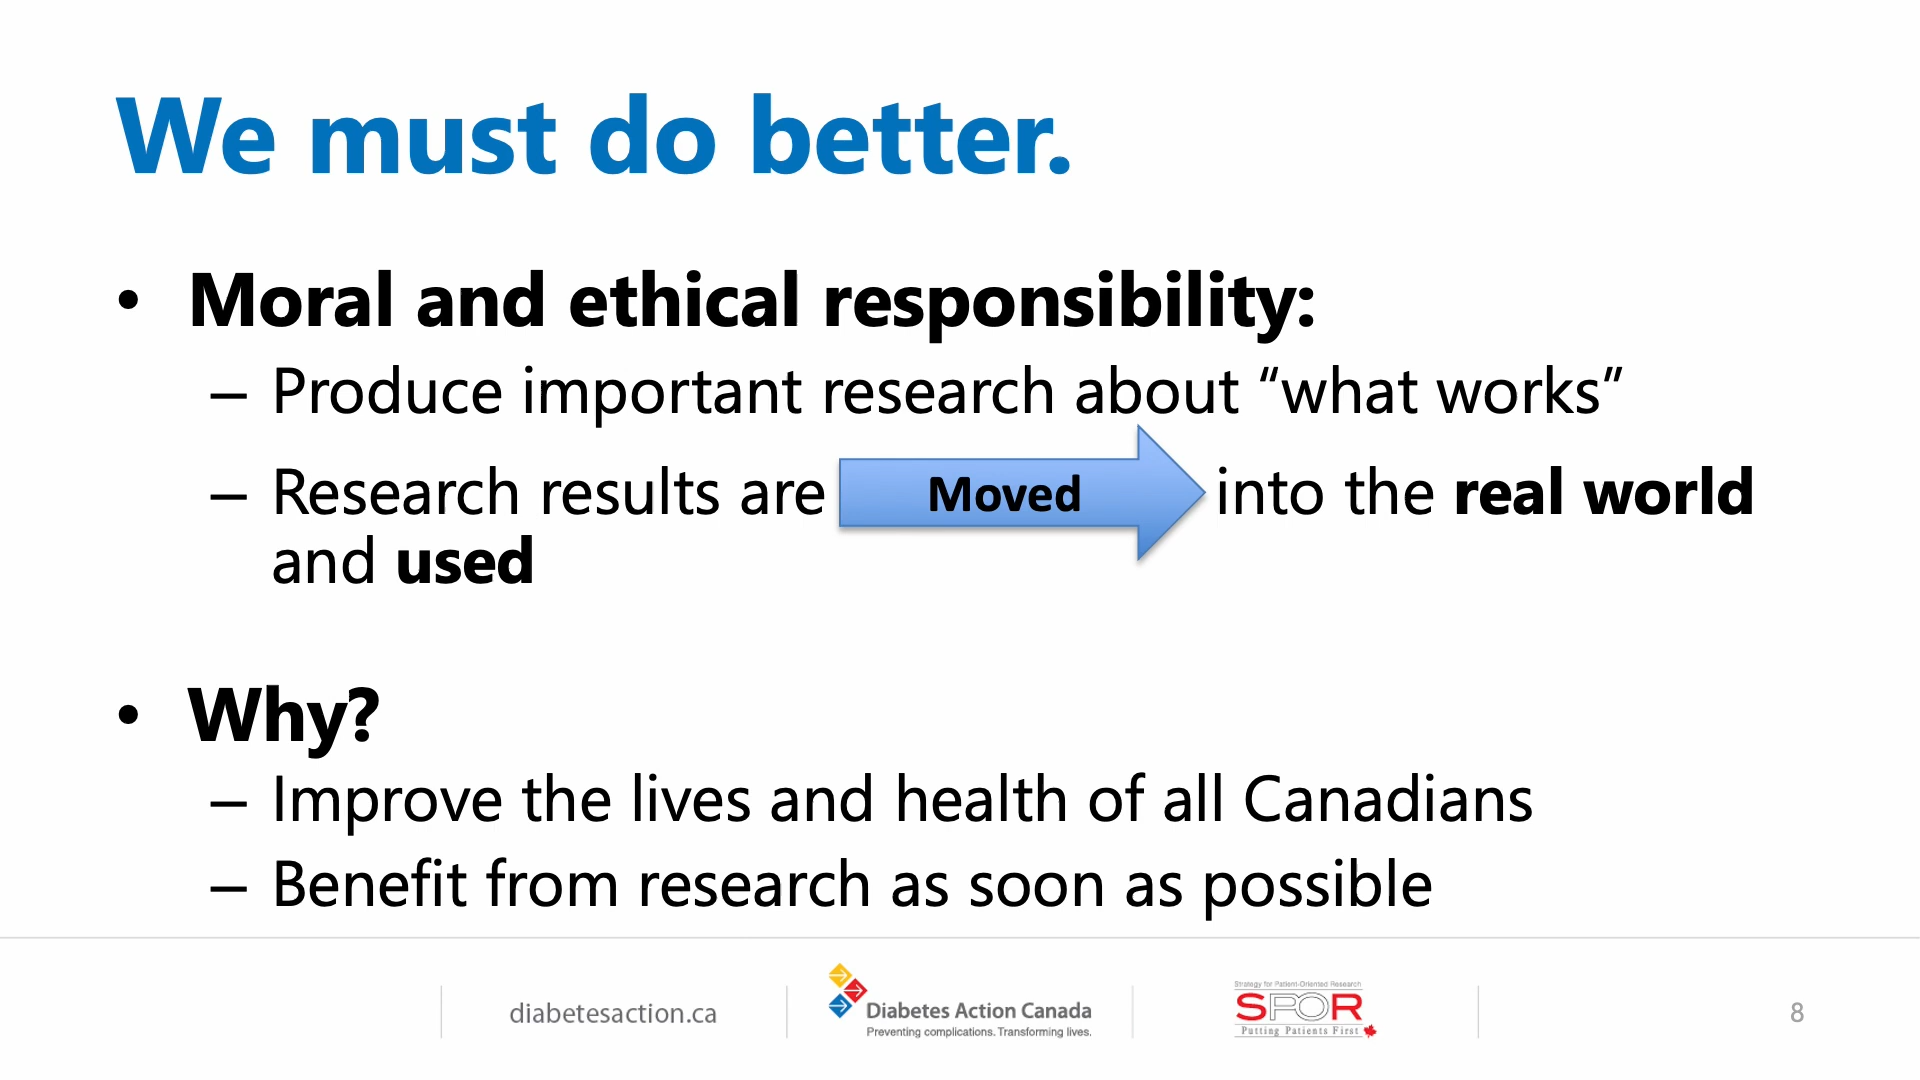 We must do better.
• Moral and ethical responsibility:
– Produce important research about “what works”
– Research results are Moved into the real world
and used
• Why?
– Improve the lives and health of all Canadians
– Benefit from research as soon as possible
diabetesaction.ca
Diabetes Action Canada
Preventing complications. Transforming lives.
Strategy for Patient-Oriented Research
SPOR
Putting Patients First
8